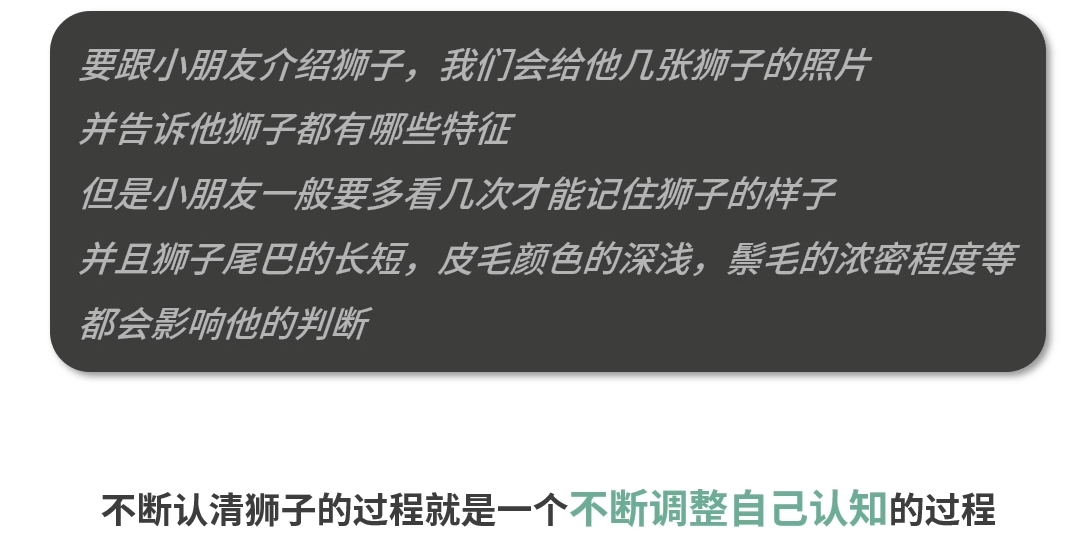 要跟小朋友介绍狮子，我们会给他几张狮子的照片
并告诉他狮子都有哪些特征
但是小朋友一般要多看几次才能记住狮子的样子
并且狮子尾巴的长短，皮毛颜色的深浅，鬃毛的浓密程度等
都会影响他的判断
不断认清狮子的过程就是一个不断调整自己认知的过程